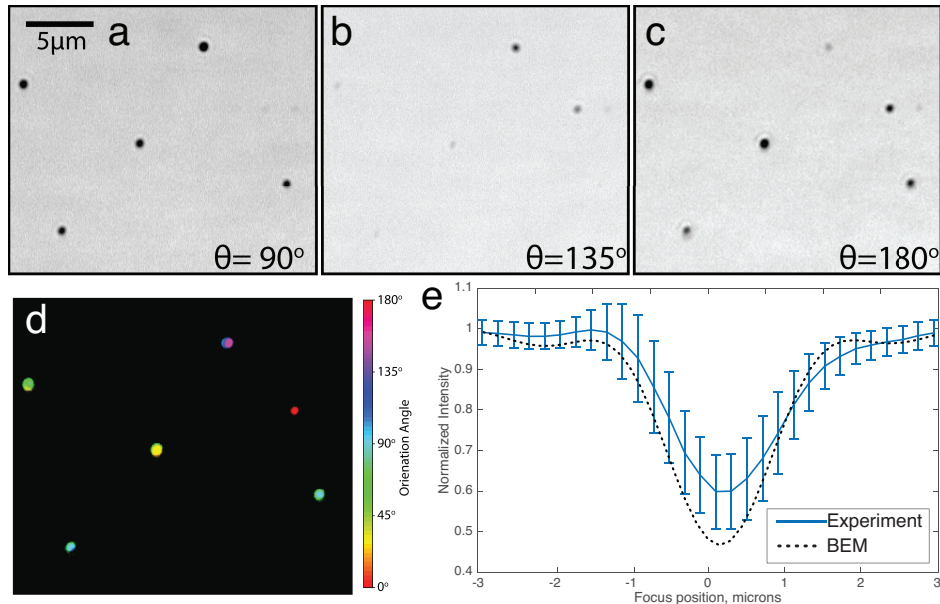 5μm
a
b
c
θ= 90°
θ=135°
θ=180°
d
180°
135°
90°
45°
0°
Orienation Angle
e
1.1
1
0.9
0.8
0.7
0.6
0.5
0.4
Normalized Intensity
-3
-2
-1
0
1
2
3
Focus position, microns
Experiment
BEM